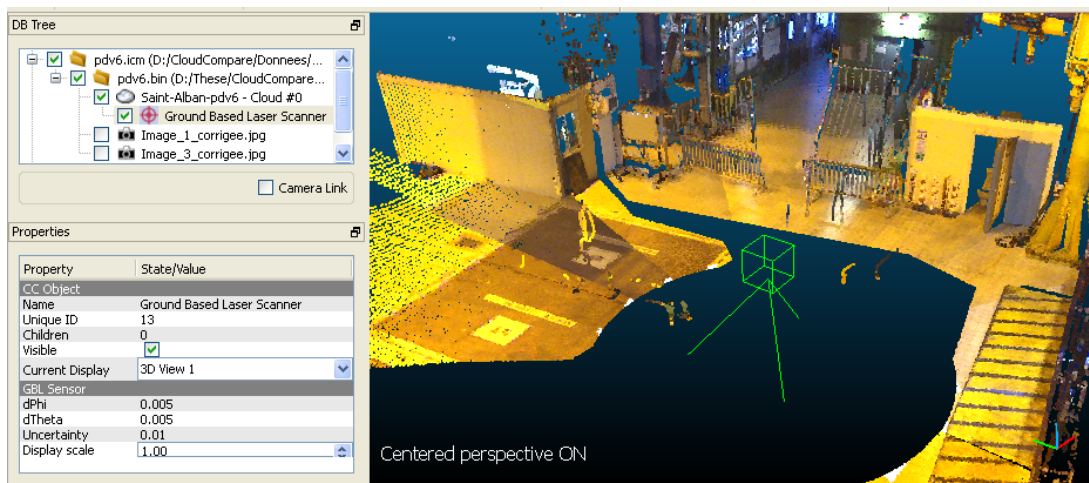 DB Tree
pdv6.icm (D:/CloudCompare/Donnees/...
pdv6.bin (D:/These/CloudCompare...
Saint-Alban-pdv6 - Cloud #0
Ground Based Laser Scanner
Image_1_corrigee.jpg
Image_3_corrigee.jpg
Camera Link
Properties
Property State/Value
CC Object
Name Ground Based Laser Scanner
Unique ID 13
Children 0
Visible
Current Display 3D View 1
GBL Sensor
dPhi 0.005
dTheta 0.005
Uncertainty 0.01
Display scale 1.00
Centered perspective ON